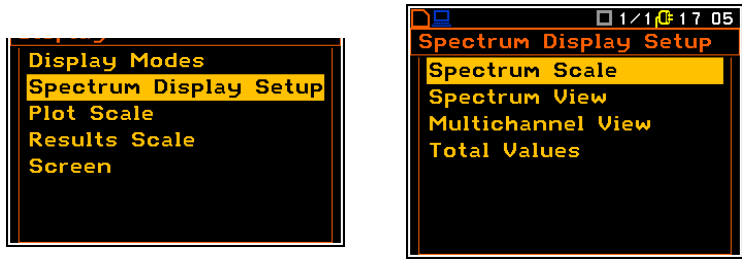 Display
Display Modes
Spectrum Display Setup
Plot Scale
Results Scale
Screen
1/1 17 05
Spectrum Display Setup
Spectrum Scale
Spectrum View
Multichannel View
Total Values